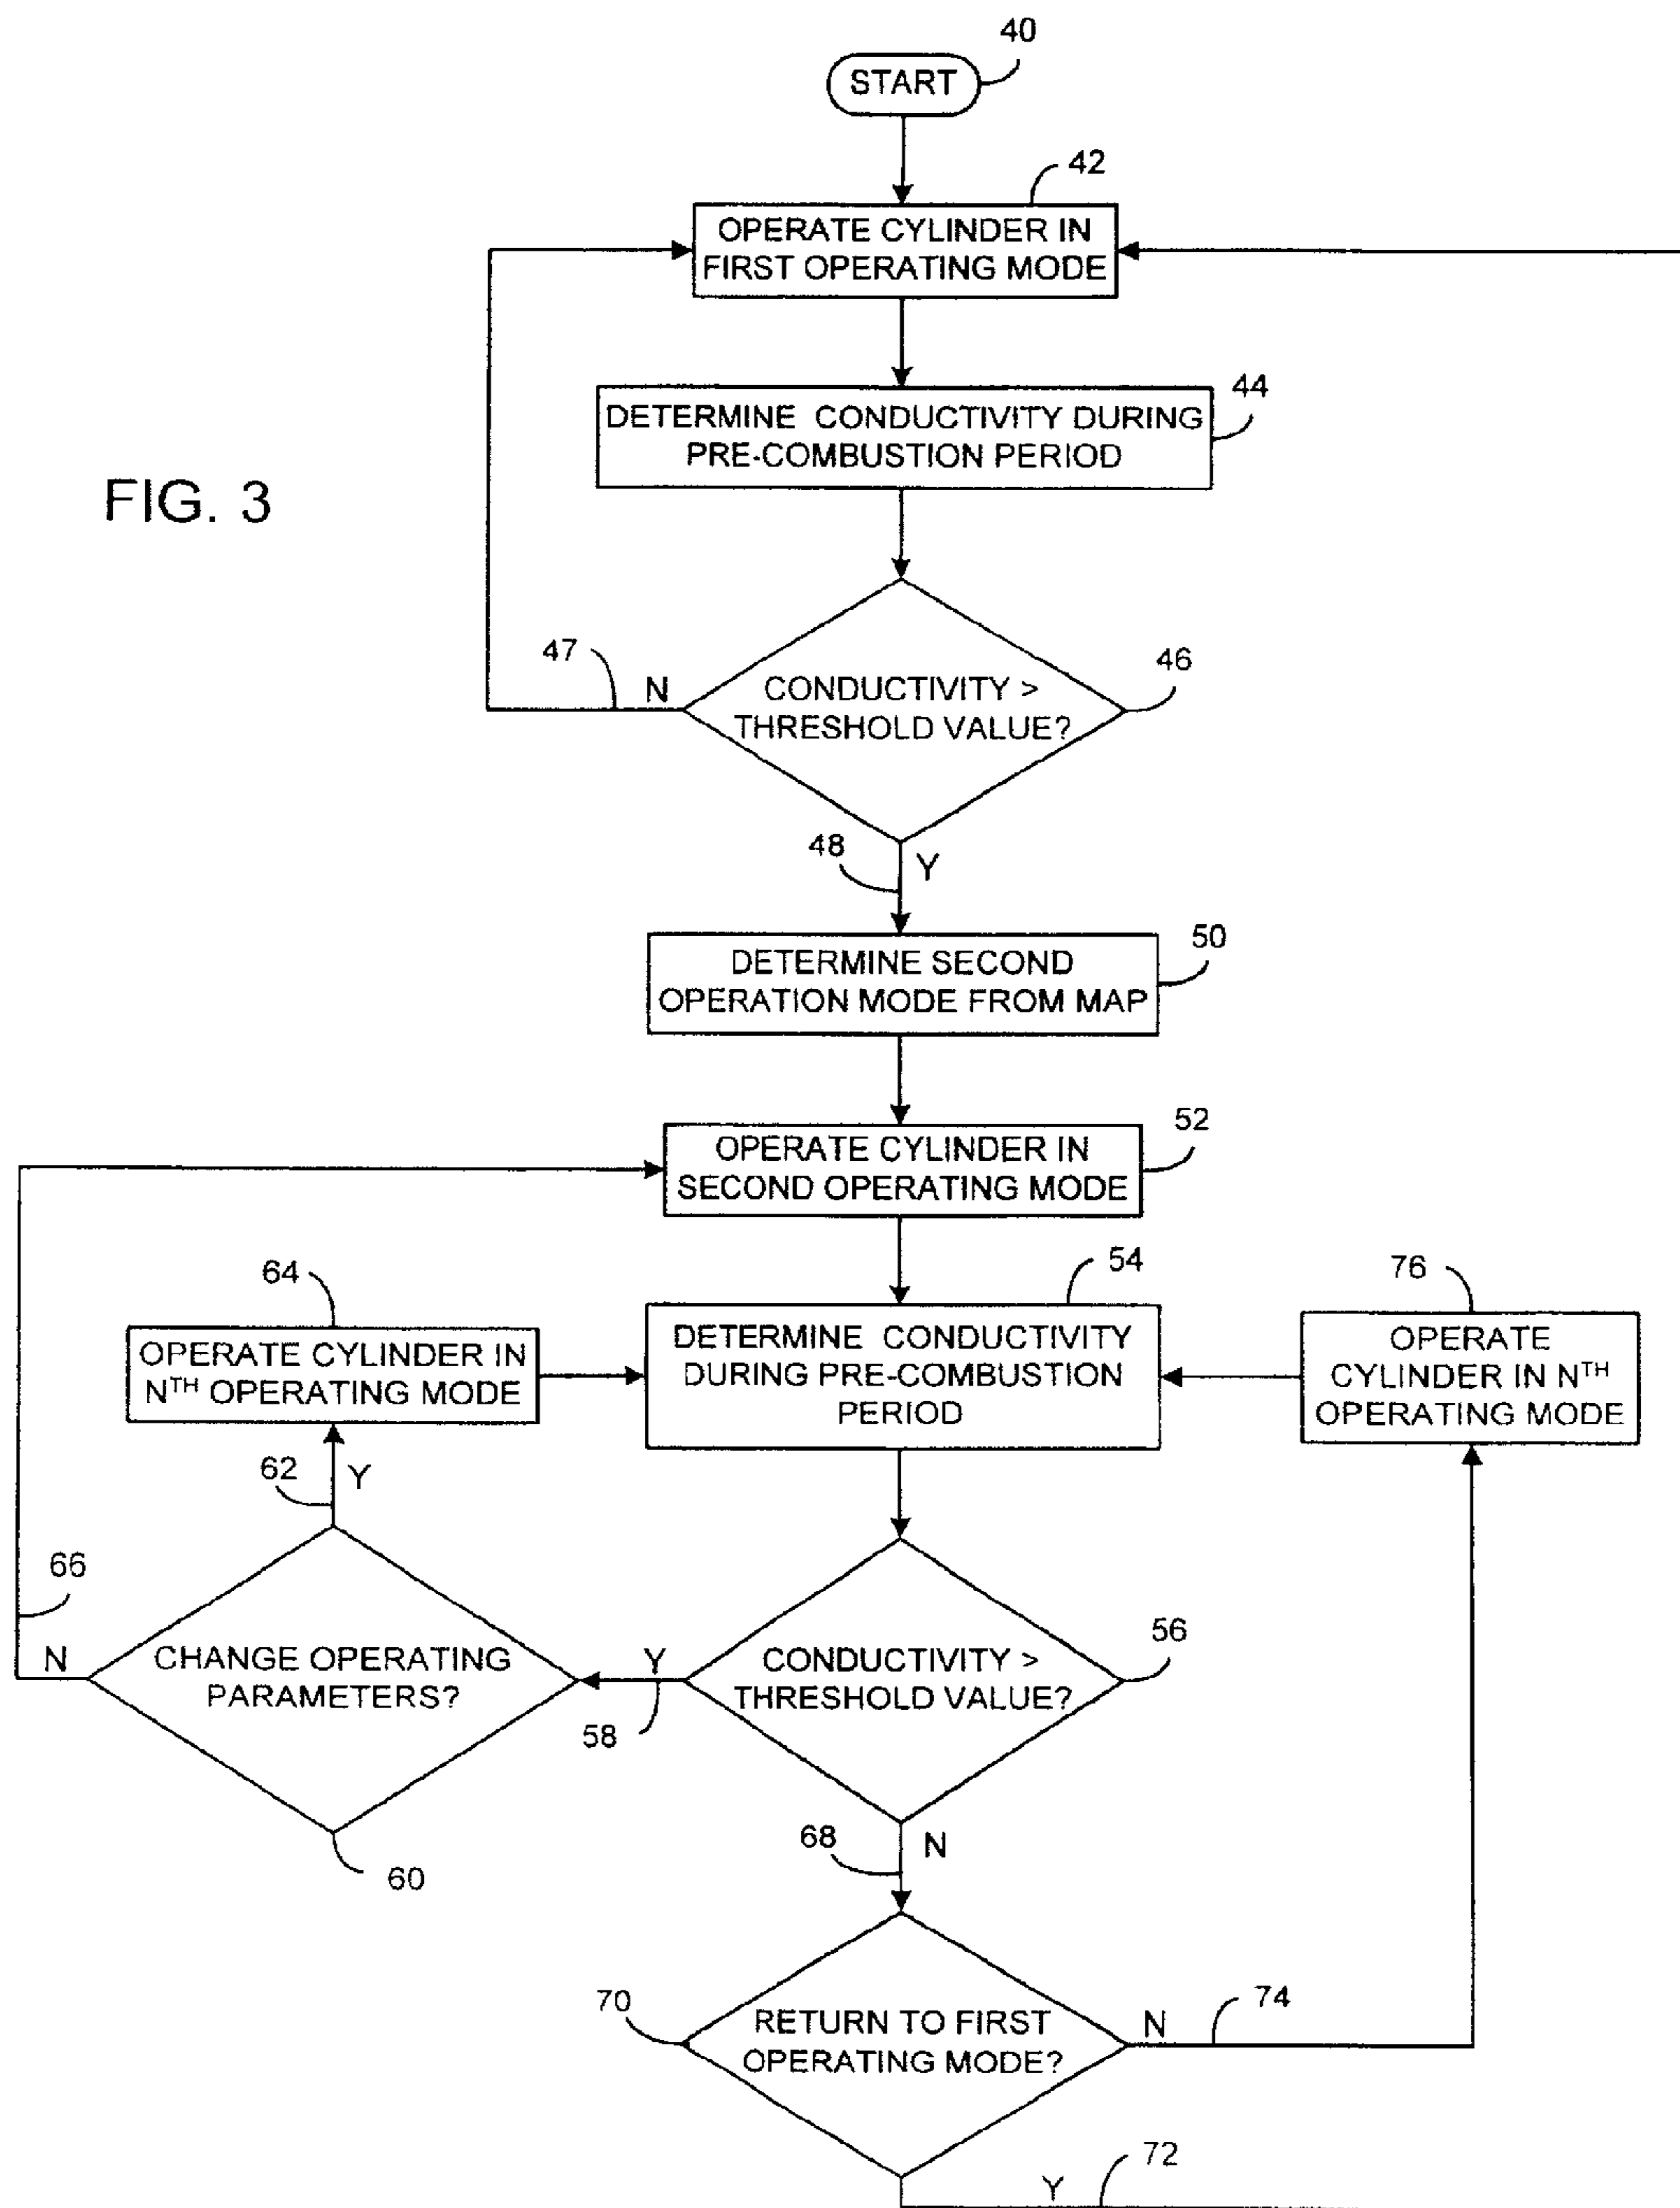 40
START
42
OPERATE CYLINDER IN
FIRST OPERATING MODE
44
DETERMINE CONDUCTIVITY DURING
PRE-COMBUSTION PERIOD
FIG. 3
47
N
46
CONDUCTIVITY >
THRESHOLD VALUE?
48
Y
50
DETERMINE SECOND
OPERATION MODE FROM MAP
52
OPERATE CYLINDER IN
SECOND OPERATING MODE
64
OPERATE CYLINDER IN
NTH OPERATING MODE
54
DETERMINE CONDUCTIVITY
DURING PRE-COMBUSTION
PERIOD
76
OPERATE
CYLINDER IN NTH
OPERATING MODE
62
Y
66
N
CHANGE OPERATING
PARAMETERS?
60
Y
58
56
CONDUCTIVITY >
THRESHOLD VALUE?
68
N
70
RETURN TO FIRST
OPERATING MODE?
N
74
Y
72